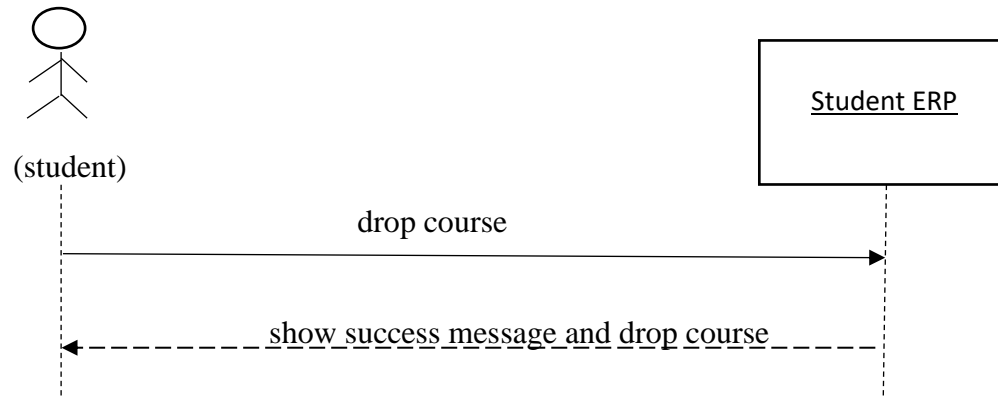 Student ERP
(student)
drop course
show success message and drop course